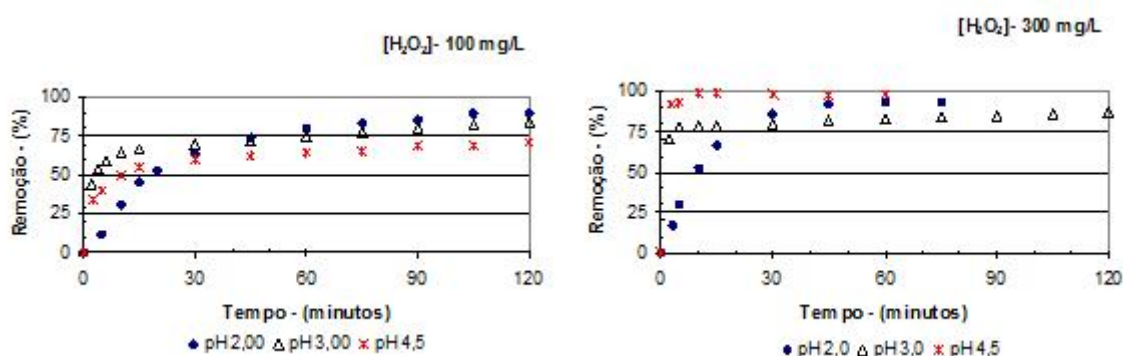 [H₂O₂]- 100 mg/L
100
75
50
25
0
Remoção - (%)
0 30 60 90 120
Tempo - (minutos)
pH 2,00 pH 3,00 pH 4,5
[H₂O₂]- 300 mg/L
100
75
50
25
0
Remoção - (%)
0 30 60 90 120
Tempo - (minutos)
pH 2,0 pH 3,0 pH 4,5